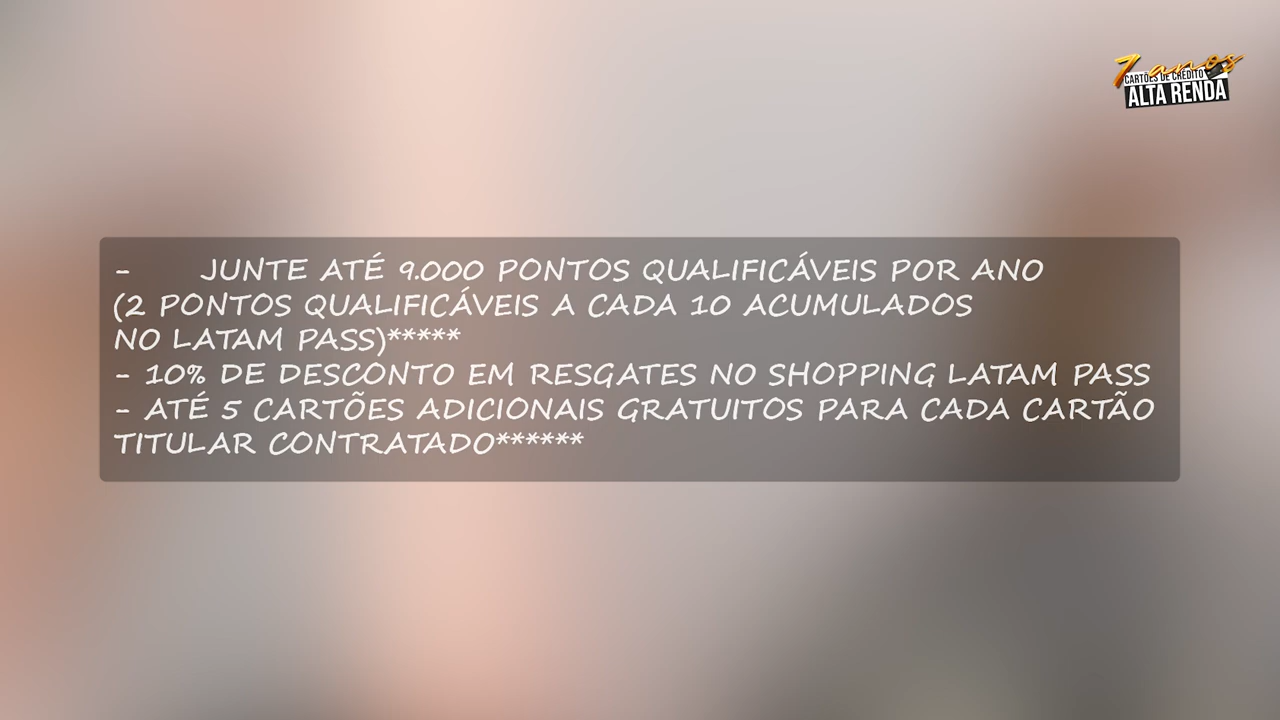 7 anos
CARTÕES DE CRÉDITO
ALTA RENDA
- JUNTE ATÉ 9.000 PONTOS QUALIFICÁVEIS POR ANO
(2 PONTOS QUALIFICÁVEIS A CADA 10 ACUMULADOS
NO LATAM PASS)*****
- 10% DE DESCONTO EM RESGATES NO SHOPPING LATAM PASS
- ATÉ 5 CARTÕES ADICIONAIS GRATUITOS PARA CADA CARTÃO
TITULAR CONTRATADO******